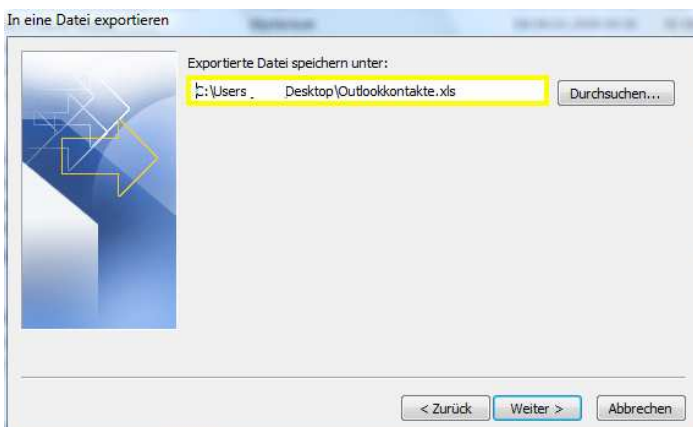 In eine Datei exportieren
Exportierte Datei speichern unter:
C:\Users Desktop\Outlookkontakte.xls
Durchsuchen...
< Zurück
Weiter >
Abbrechen